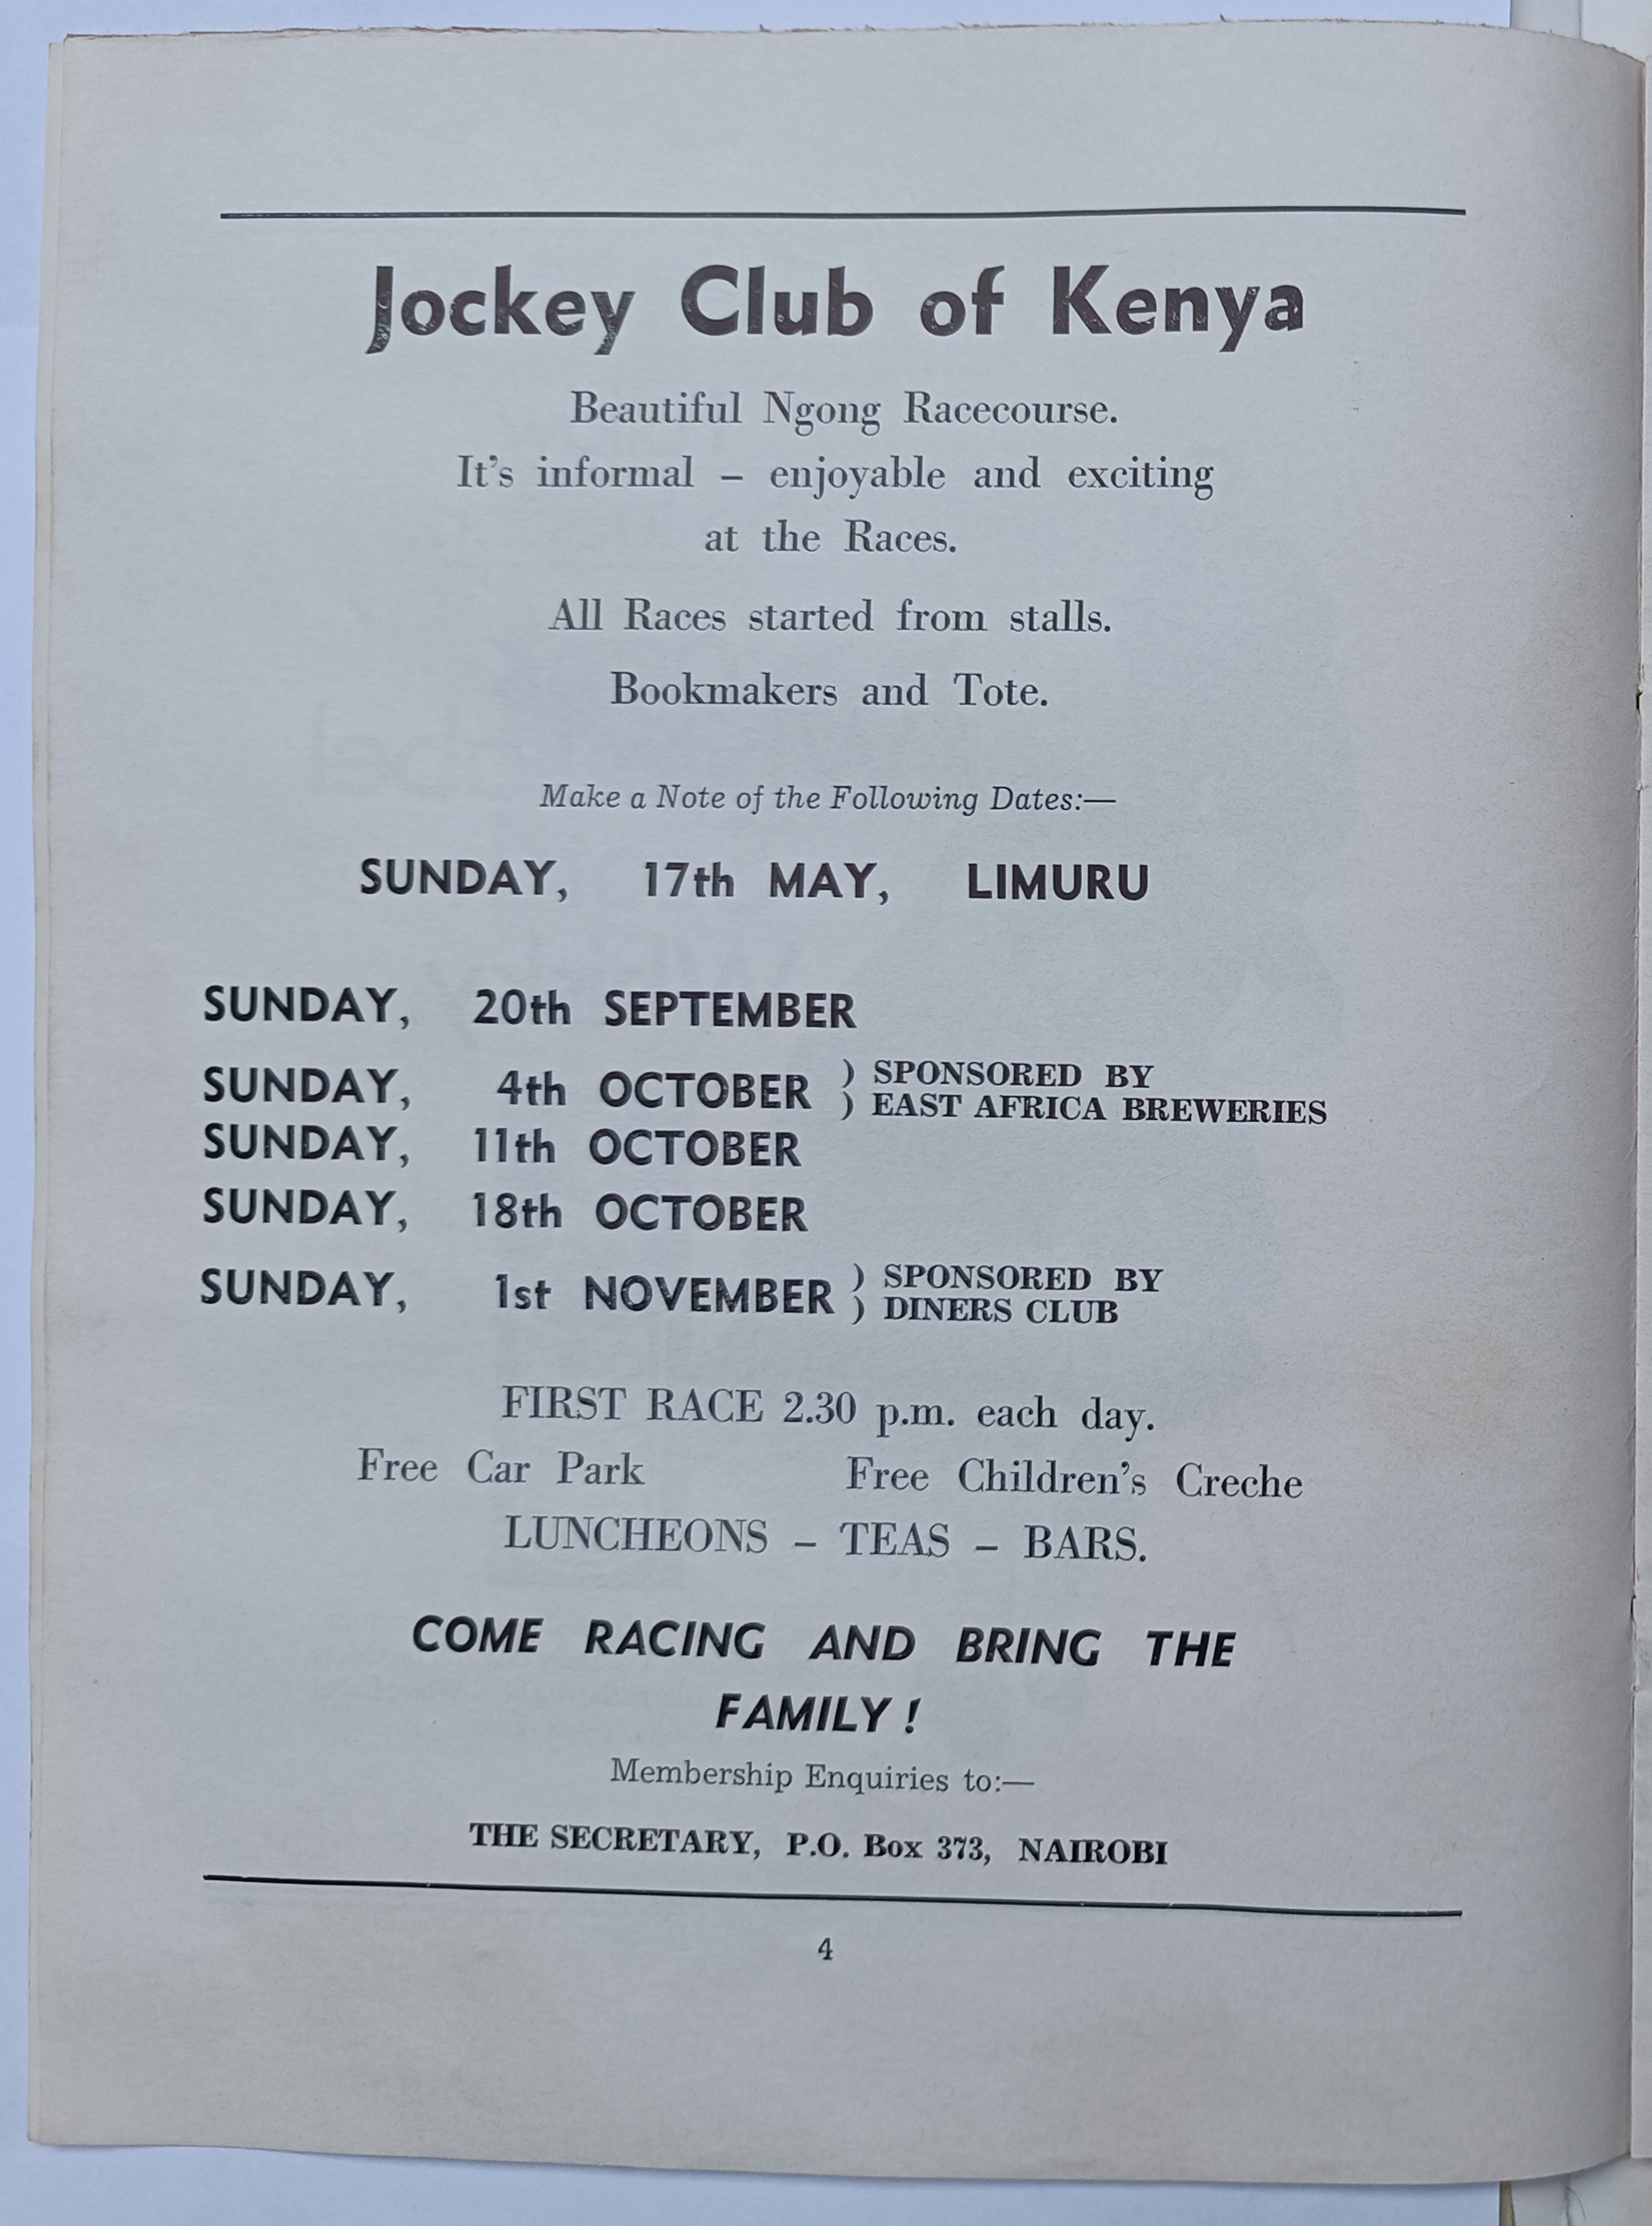 Jockey Club of Kenya
Beautiful Ngong Racecourse.
It's informal – enjoyable and exciting
at the Races.
All Races started from stalls.
Bookmakers and Tote.
Make a Note of the Following Dates:—
SUNDAY, 17th MAY, LIMURU
SUNDAY, 20th SEPTEMBER
SUNDAY, 4th OCTOBER ) SPONSORED BY
) EAST AFRICA BREWERIES
SUNDAY, 11th OCTOBER
SUNDAY, 18th OCTOBER
SUNDAY, 1st NOVEMBER ) SPONSORED BY
) DINERS CLUB
FIRST RACE 2.30 p.m. each day.
Free Car Park Free Children's Creche
LUNCHEONS – TEAS – BARS.
COME RACING AND BRING THE
FAMILY !
Membership Enquiries to:—
THE SECRETARY, P.O. Box 373, NAIROBI
4